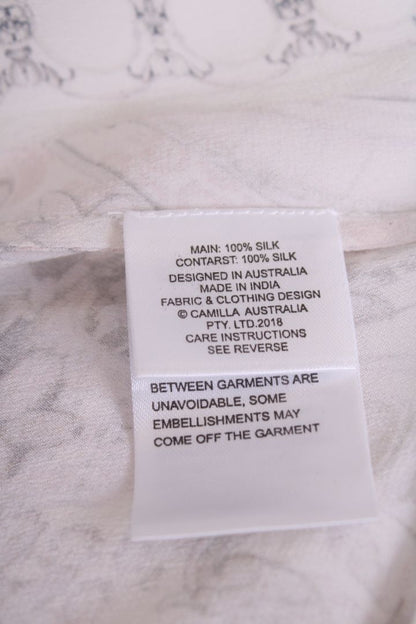 MAIN: 100% SILK
CONTARST: 100% SILK
DESIGNED IN AUSTRALIA
MADE IN INDIA
FABRIC & CLOTHING DESIGN
© CAMILLA AUSTRALIA
PTY. LTD.2018
CARE INSTRUCTIONS
SEE REVERSE
BETWEEN GARMENTS ARE
UNAVOIDABLE, SOME
EMBELLISHMENTS MAY
COME OFF THE GARMENT